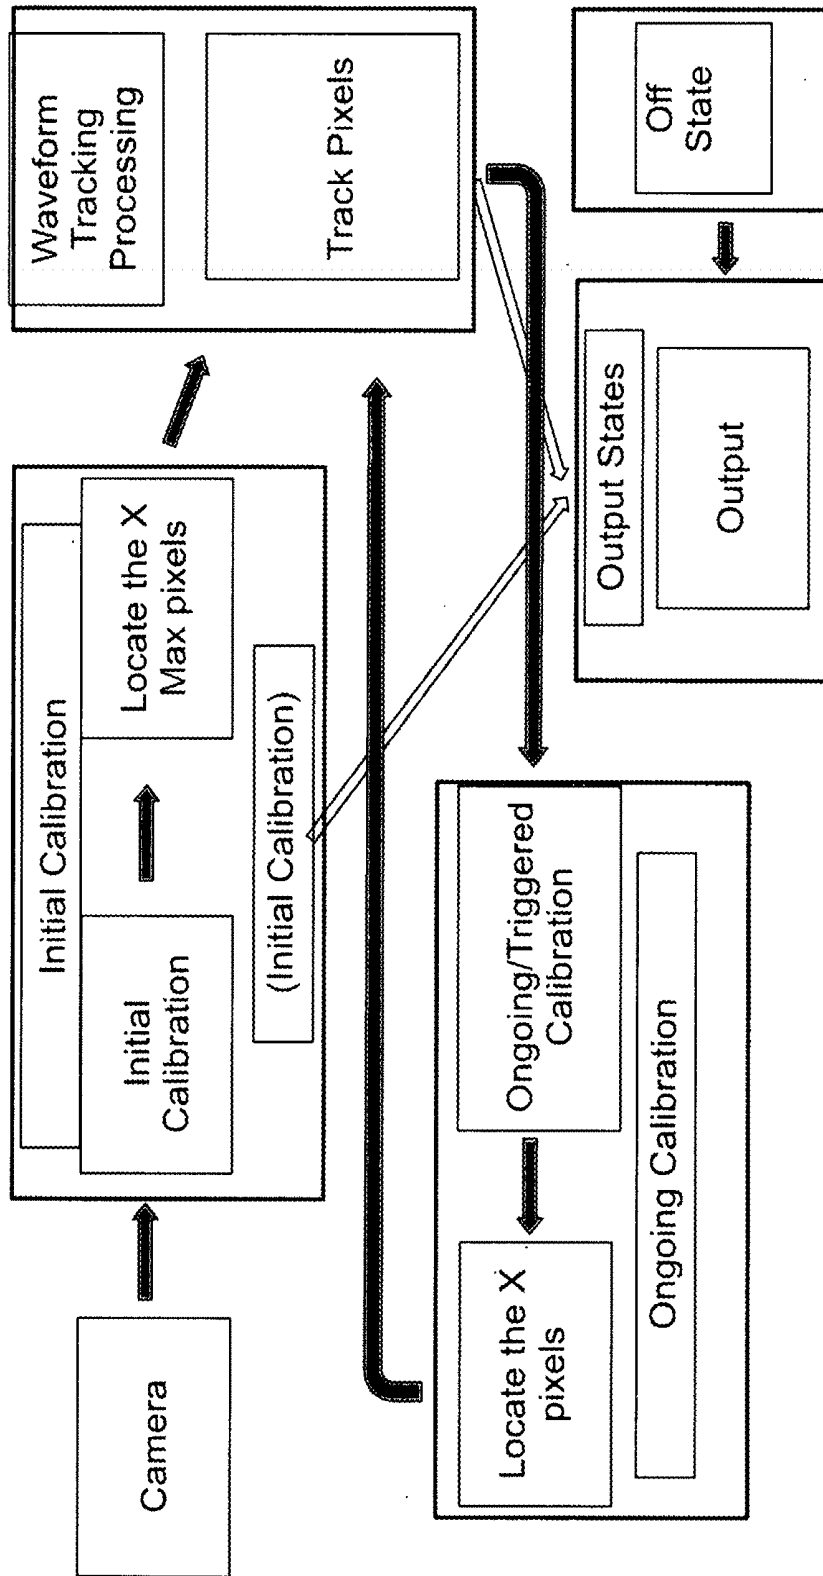 Camera
Initial Calibration
Initial
Calibration
Locate the X
Max pixels
(Initial Calibration)
Waveform
Tracking
Processing
Track Pixels
Locate the X
pixels
Ongoing/Triggered
Calibration
Ongoing Calibration
Output States
Output
Off
State